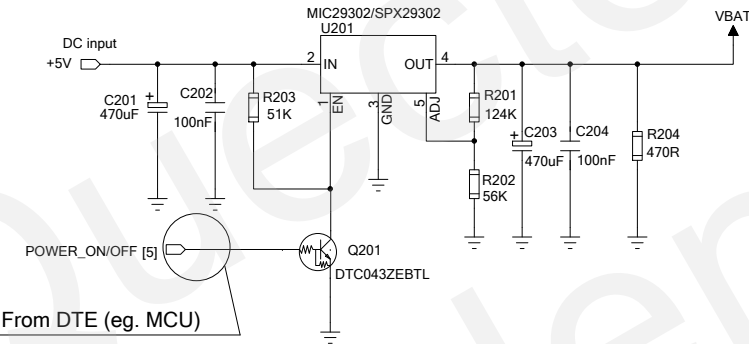 MIC29302/SPX29302
U201
VBAT
DC input
+5V
2 IN
OUT 4
1 EN
3 GND
5 ADJ
C201
470uF
+
C202
100nF
R203
51K
R201
124K
R202
56K
+
C203
470uF
C204
100nF
R204
470R
POWER_ON/OFF [5]
Q201
DTC043ZEBTL
From DTE (eg. MCU)